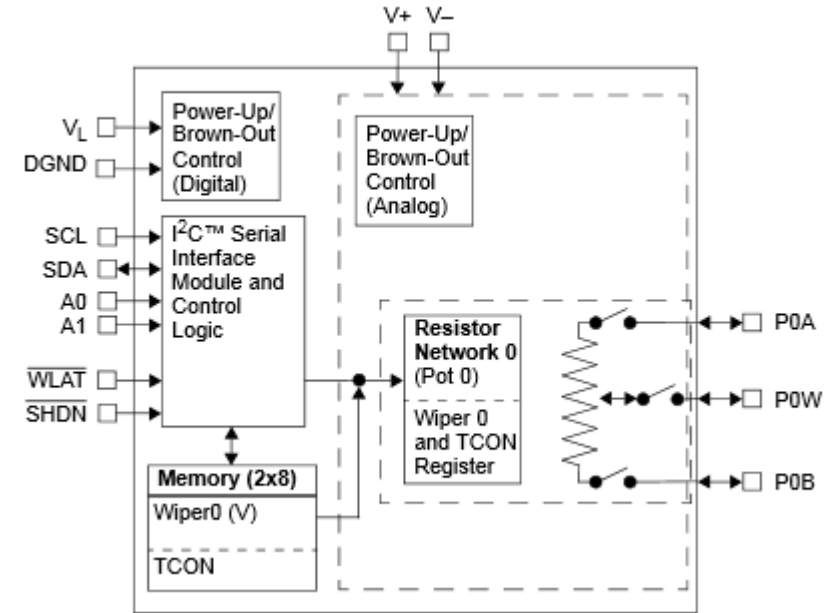 V+ V–
Power-Up/
Brown-Out
Control
(Digital)
VL
DGND
Power-Up/
Brown-Out
Control
(Analog)
SCL
SDA
A0
A1
WLAT
SHDN
I2C™ Serial
Interface
Module and
Control
Logic
Resistor
Network 0
(Pot 0)
Wiper 0
and TCON
Register
P0A
P0W
P0B
Memory (2x8)
Wiper0 (V)
TCON